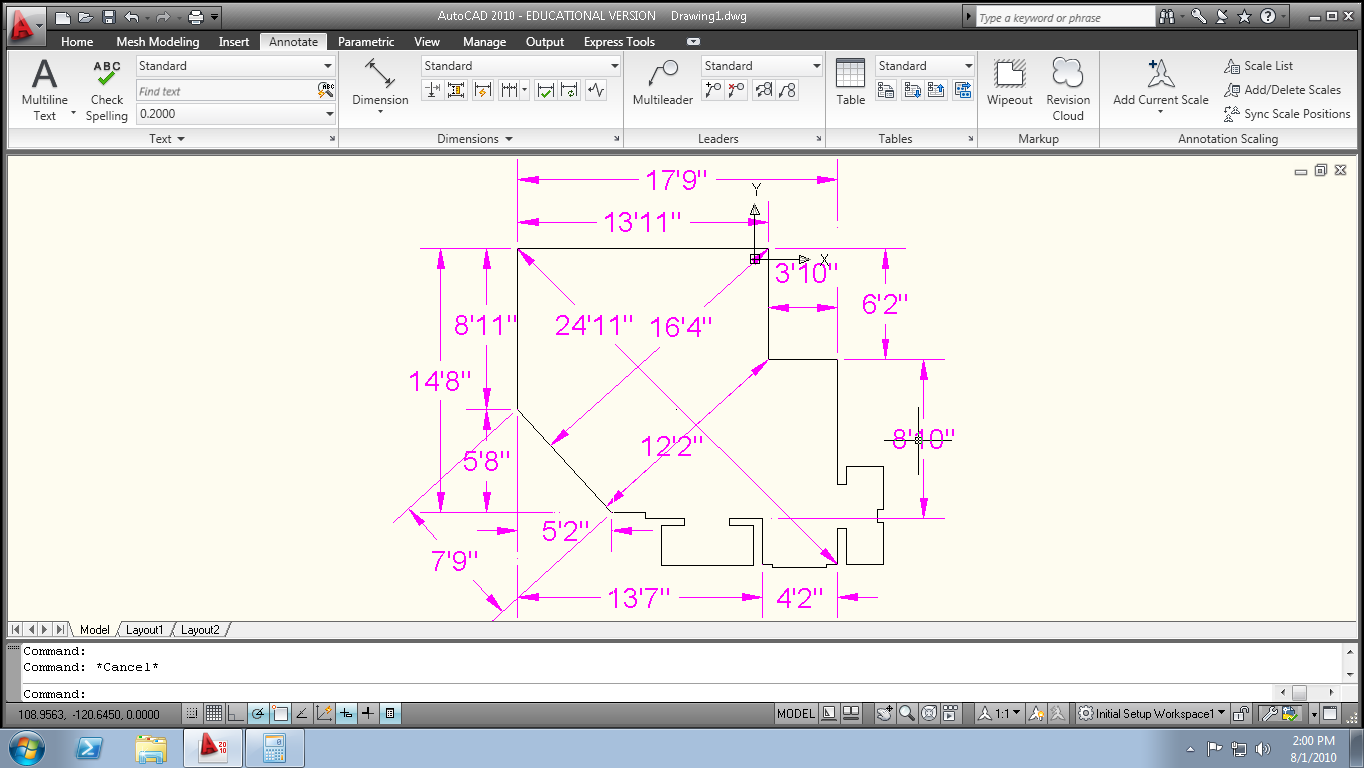 AutoCAD 2010 - EDUCATIONAL VERSION Drawing1.dwg
Type a keyword or phrase
Home Mesh Modeling Insert Annotate Parametric View Manage Output Express Tools
A
Multiline Text
ABC
Check Spelling
Standard
Find text
ABC
0.2000
Text
Dimension
Standard
Dimensions
Multileader
Standard
Leaders
Table
Standard
Tables
Wipeout
Revision Cloud
Markup
Add Current Scale
Scale List
Add/Delete Scales
Sync Scale Positions
Annotation Scaling
17'9"
Y
13'11"
X
3'10"
6'2"
8'11"
24'11"
16'4"
14'8"
8'10"
12'2"
5'8"
5'2"
7'9"
13'7"
4'2"
Model Layout1 Layout2
Command:
Command: *Cancel*
Command:
108.9563, -120.6450, 0.0000
MODEL
1:1
Initial Setup Workspace1
20
10
2:00 PM
8/1/2010